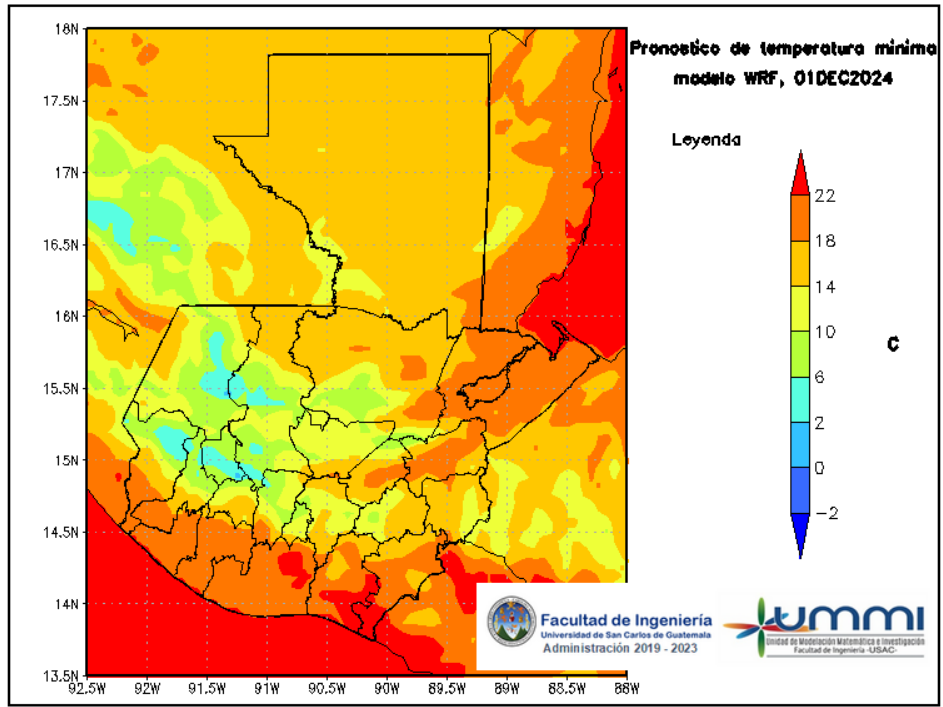 Pronostico de temperatura minima
modelo WRF, 01DEC2024
Leyenda
22
18
14
10
6
2
0
−2
C
18N
17.5N
17N
16.5N
16N
15.5N
15N
14.5N
14N
13.5N
92.5W
92W
91.5W
91W
90.5W
90W
89.5W
89W
88.5W
88W
Facultad de Ingeniería
Universidad de San Carlos de Guatemala
Administración 2019 - 2023
ummi
Unidad de Modelación Matemática e Investigación
Facultad de Ingeniería -USAC-